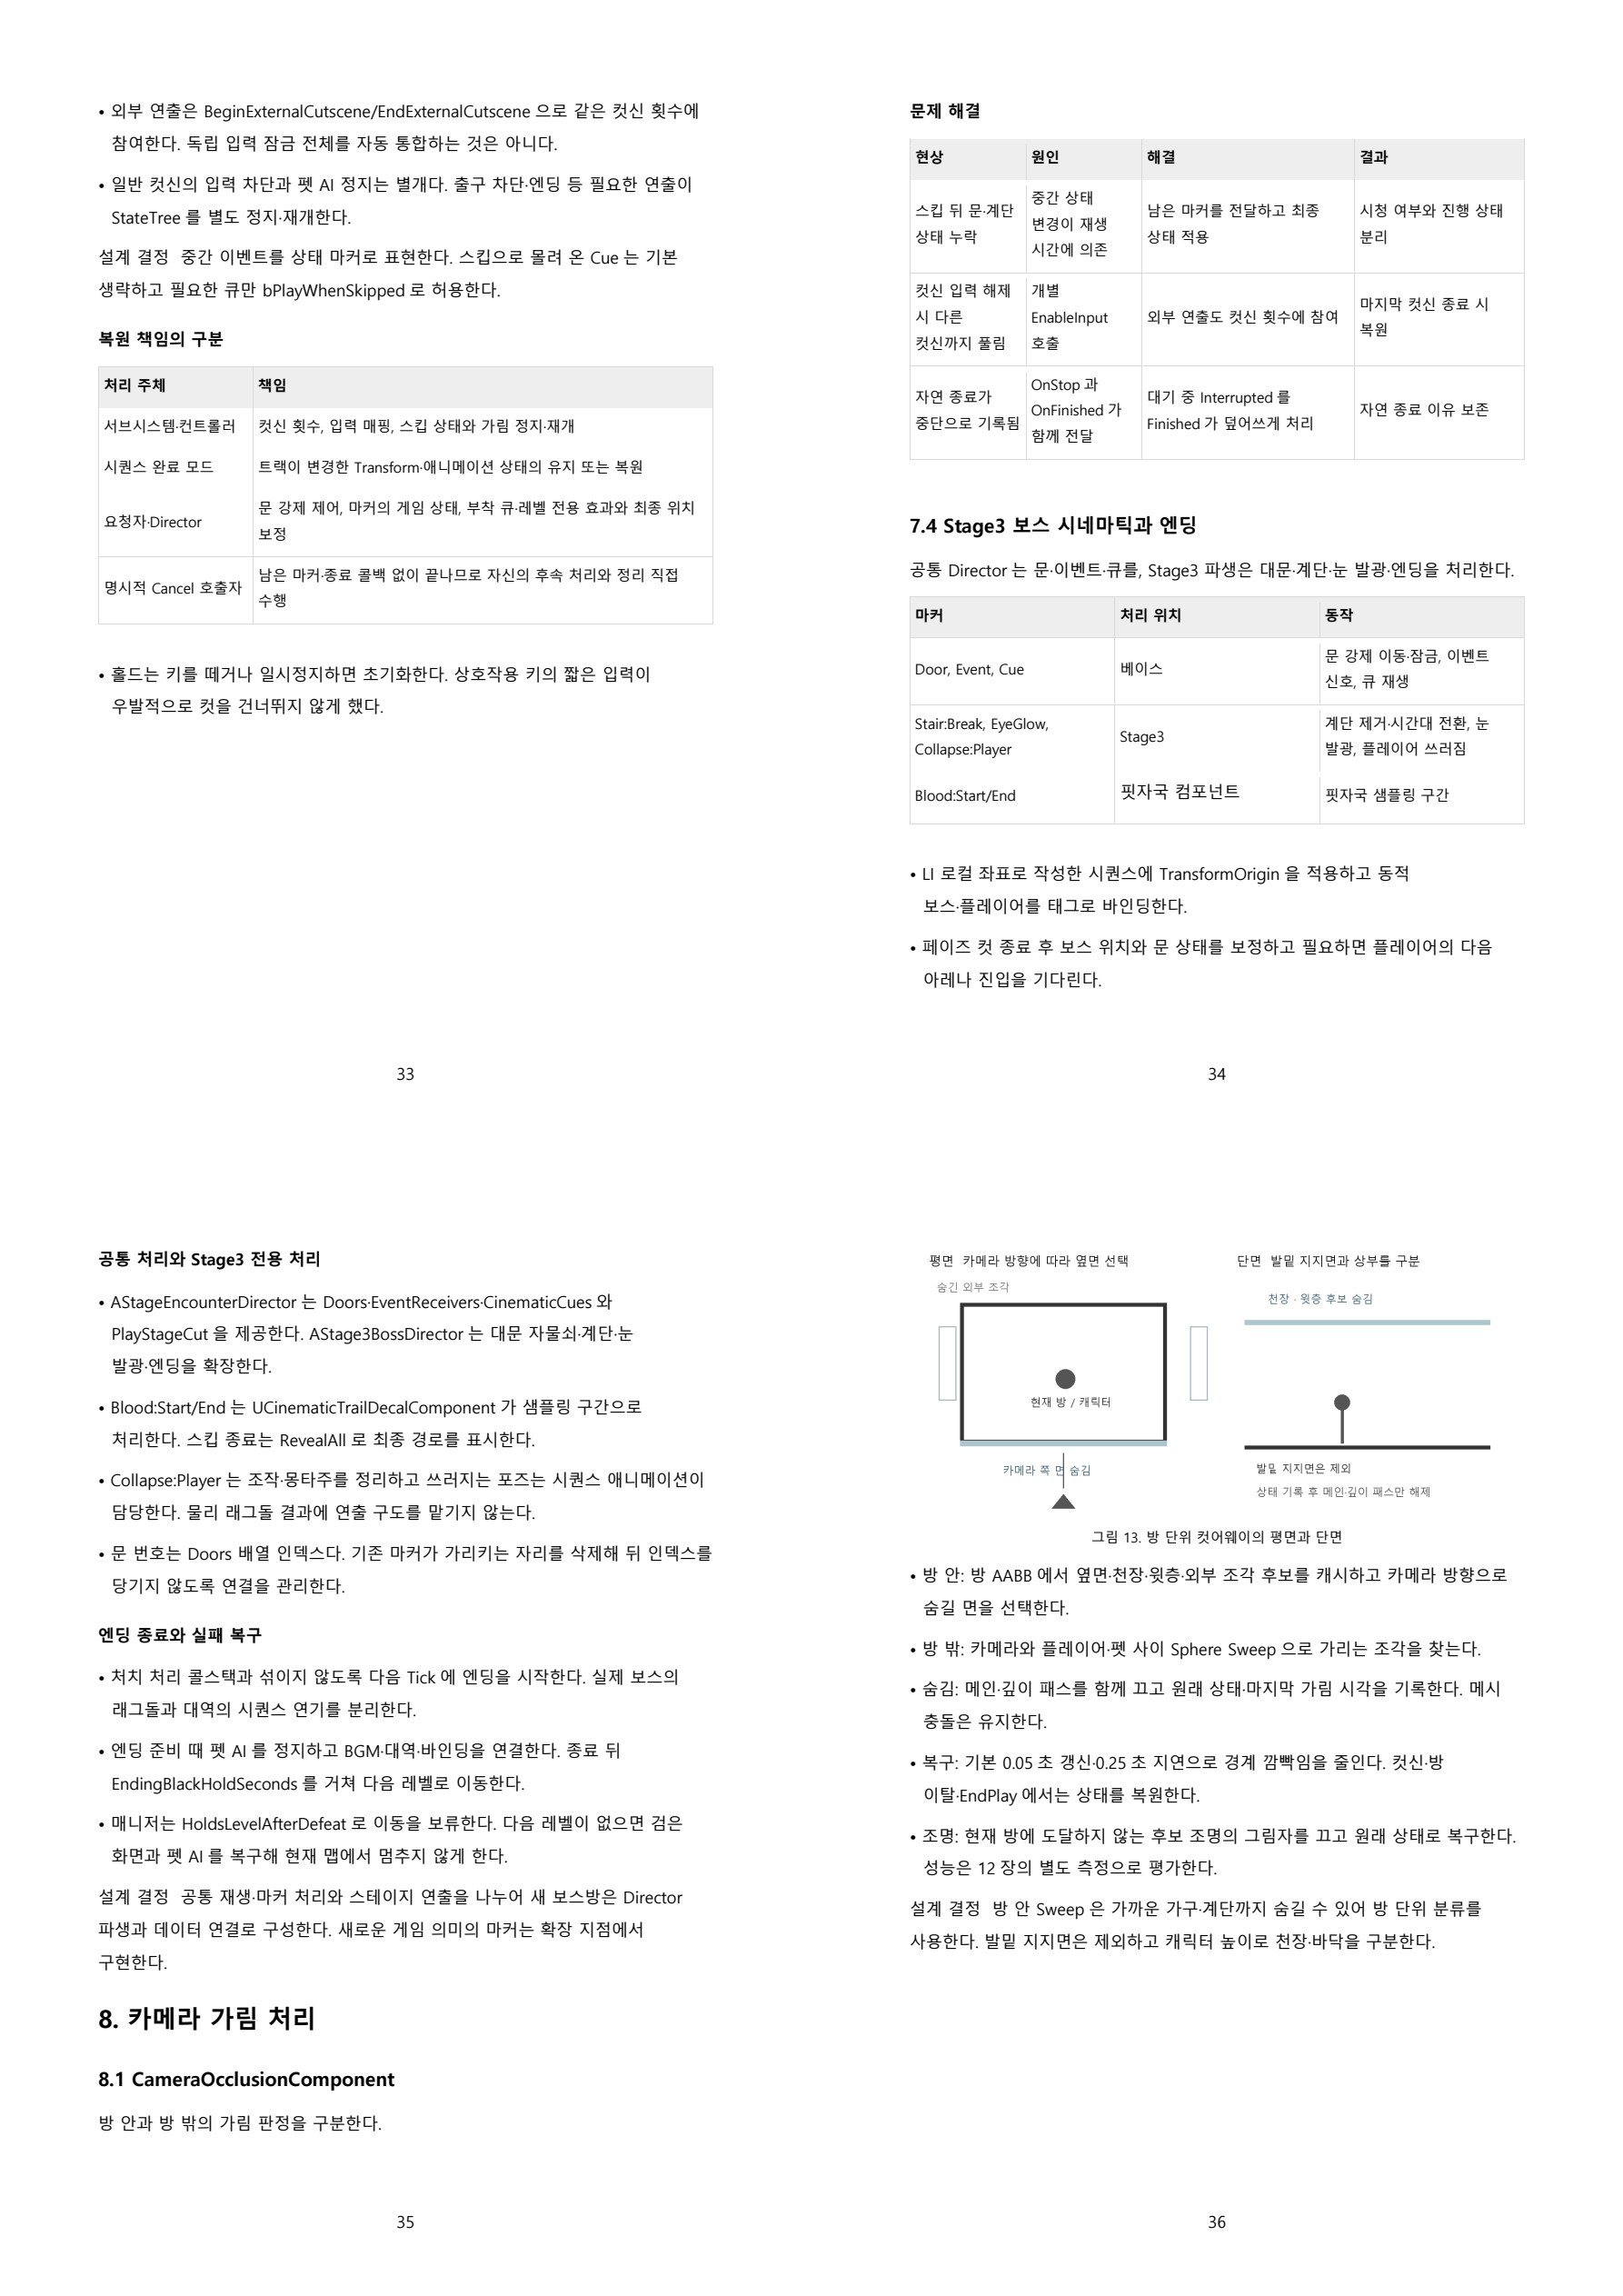 • 외부 연출은 BeginExternalCutscene/EndExternalCutscene 으로 같은 컷신 횟수에
참여한다. 독립 입력 잠금 전체를 자동 통합하는 것은 아니다.
• 일반 컷신의 입력 차단과 펫 AI 정지는 별개다. 출구 차단·엔딩 등 필요한 연출이
StateTree 를 별도 정지·재개한다.
설계 결정 중간 이벤트를 상태 마커로 표현한다. 스킵으로 몰려 온 Cue 는 기본
생략하고 필요한 큐만 bPlayWhenSkipped 로 허용한다.
복원 책임의 구분
처리 주체 책임
서브시스템·컨트롤러 컷신 횟수, 입력 매핑, 스킵 상태와 가림 정지·재개
시퀀스 완료 모드 트랙이 변경한 Transform·애니메이션 상태의 유지 또는 복원
요청자·Director 문 강제 제어, 마커의 게임 상태, 부착 큐·레벨 전용 효과와 최종 위치
보정
명시적 Cancel 호출자 남은 마커·종료 콜백 없이 끝나므로 자신의 후속 처리와 정리 직접
수행
• 홀드는 키를 떼거나 일시정지하면 초기화한다. 상호작용 키의 짧은 입력이
우발적으로 컷을 건너뛰지 않게 했다.
33
문제 해결
현상 원인 해결 결과
스킵 뒤 문·계단
상태 누락
중간 상태
변경이 재생
시간에 의존
남은 마커를 전달하고 최종
상태 적용
시청 여부와 진행 상태
분리
컷신 입력 해제
시 다른
컷신까지 풀림
개별
EnableInput
호출
외부 연출도 컷신 횟수에 참여
마지막 컷신 종료 시
복원
자연 종료가
중단으로 기록됨
OnStop 과
OnFinished 가
함께 전달
대기 중 Interrupted 를
Finished 가 덮어쓰게 처리
자연 종료 이유 보존
7.4 Stage3 보스 시네마틱과 엔딩
공통 Director 는 문·이벤트·큐를, Stage3 파생은 대문·계단·눈 발광·엔딩을 처리한다.
마커 처리 위치 동작
Door, Event, Cue 베이스
문 강제 이동·잠금, 이벤트
신호, 큐 재생
Stair:Break, EyeGlow,
Collapse:Player
Stage3
계단 제거·시간대 전환, 눈
발광, 플레이어 쓰러짐
Blood:Start/End 핏자국 컴포넌트 핏자국 샘플링 구간
• LI 로컬 좌표로 작성한 시퀀스에 TransformOrigin 을 적용하고 동적
보스·플레이어를 태그로 바인딩한다.
• 페이즈 컷 종료 후 보스 위치와 문 상태를 보정하고 필요하면 플레이어의 다음
아레나 진입을 기다린다.
34
공통 처리와 Stage3 전용 처리
• AStageEncounterDirector 는 Doors·EventReceivers·CinematicCues 와
PlayStageCut 을 제공한다. AStage3BossDirector 는 대문 자물쇠·계단·눈
발광·엔딩을 확장한다.
• Blood:Start/End 는 UCinematicTrailDecalComponent 가 샘플링 구간으로
처리한다. 스킵 종료는 RevealAll 로 최종 경로를 표시한다.
• Collapse:Player 는 조작·몽타주를 정리하고 쓰러지는 포즈는 시퀀스 애니메이션이
담당한다. 물리 래그돌 결과에 연출 구도를 맡기지 않는다.
• 문 번호는 Doors 배열 인덱스다. 기존 마커가 가리키는 자리를 삭제해 뒤 인덱스를
당기지 않도록 연결을 관리한다.
엔딩 종료와 실패 복구
• 처치 처리 콜스택과 섞이지 않도록 다음 Tick 에 엔딩을 시작한다. 실제 보스의
래그돌과 대역의 시퀀스 연기를 분리한다.
• 엔딩 준비 때 펫 AI 를 정지하고 BGM·대역·바인딩을 연결한다. 종료 뒤
EndingBlackHoldSeconds 를 거쳐 다음 레벨로 이동한다.
• 매니저는 HoldsLevelAfterDefeat 로 이동을 보류한다. 다음 레벨이 없으면 검은
화면과 펫 AI 를 복구해 현재 맵에서 멈추지 않게 한다.
설계 결정 공통 재생·마커 처리와 스테이지 연출을 나누어 새 보스방은 Director
파생과 데이터 연결로 구성한다. 새로운 게임 의미의 마커는 확장 지점에서
구현한다.
8. 카메라 가림 처리
8.1 CameraOcclusionComponent
방 안과 방 밖의 가림 판정을 구분한다.
35
평면 카메라 방향에 따라 옆면 선택
숨긴 외부 조각
현재 방 / 캐릭터
카메라 쪽 면 숨김
단면 발밑 지지면과 상부를 구분
천장 · 윗층 후보 숨김
발밑 지지면은 제외
상태 기록 후 메인·깊이 패스만 해제
그림 13. 방 단위 컷어웨이의 평면과 단면
• 방 안: 방 AABB 에서 옆면·천장·윗층·외부 조각 후보를 캐시하고 카메라 방향으로
숨길 면을 선택한다.
• 방 밖: 카메라와 플레이어·펫 사이 Sphere Sweep 으로 가리는 조각을 찾는다.
• 숨김: 메인·깊이 패스를 함께 끄고 원래 상태·마지막 가림 시각을 기록한다. 메시
충돌은 유지한다.
• 복구: 기본 0.05 초 갱신·0.25 초 지연으로 경계 깜빡임을 줄인다. 컷신·방
이탈·EndPlay 에서는 상태를 복원한다.
• 조명: 현재 방에 도달하지 않는 후보 조명의 그림자를 끄고 원래 상태로 복구한다.
성능은 12 장의 별도 측정으로 평가한다.
설계 결정 방 안 Sweep 은 가까운 가구·계단까지 숨길 수 있어 방 단위 분류를
사용한다. 발밑 지지면은 제외하고 캐릭터 높이로 천장·바닥을 구분한다.
36